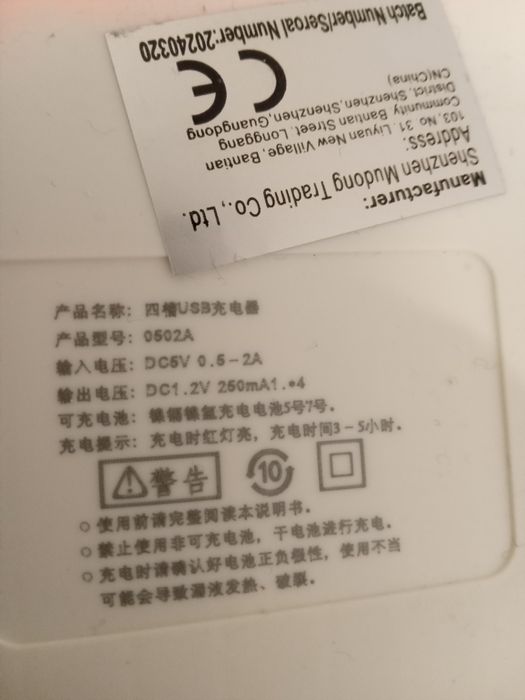 Manufacturer:
Shenzhen Mudong Trading Co., Ltd.
Address:
103, No. 31, Liyuan New Village, Bantian
Community, Bantian Street, Longgang
District, Shenzhen, Shenzhen, Guangdong
CN(China)
CE
Batch Number/Seroal Number:20240320
产品名称: 四槽USB充电器
产品型号: 0502A
输入电压: DC5V 0.5-2A
输出电压: DC1.2V 250mA1.*4
可充电池: 镍镉镍氢充电电池5号7号.
充电提示: 充电时红灯亮, 充电时间3-5小时.
警告
10
○ 使用前请完整阅读本说明书.
○ 禁止使用非可充电池, 干电池进行充电.
○ 充电时请确认好电池正负极性, 使用不当
可能会导致漏液发热、破裂.